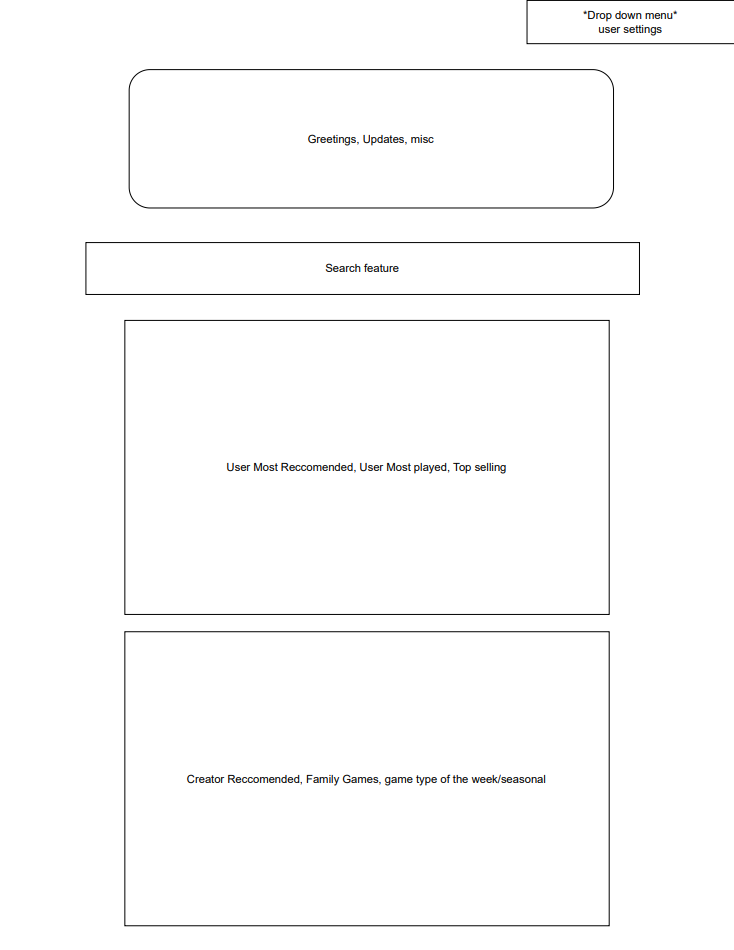 *Drop down menu*
user settings
Greetings, Updates, misc
Search feature
User Most Reccomended, User Most played, Top selling
Creator Reccomended, Family Games, game type of the week/seasonal